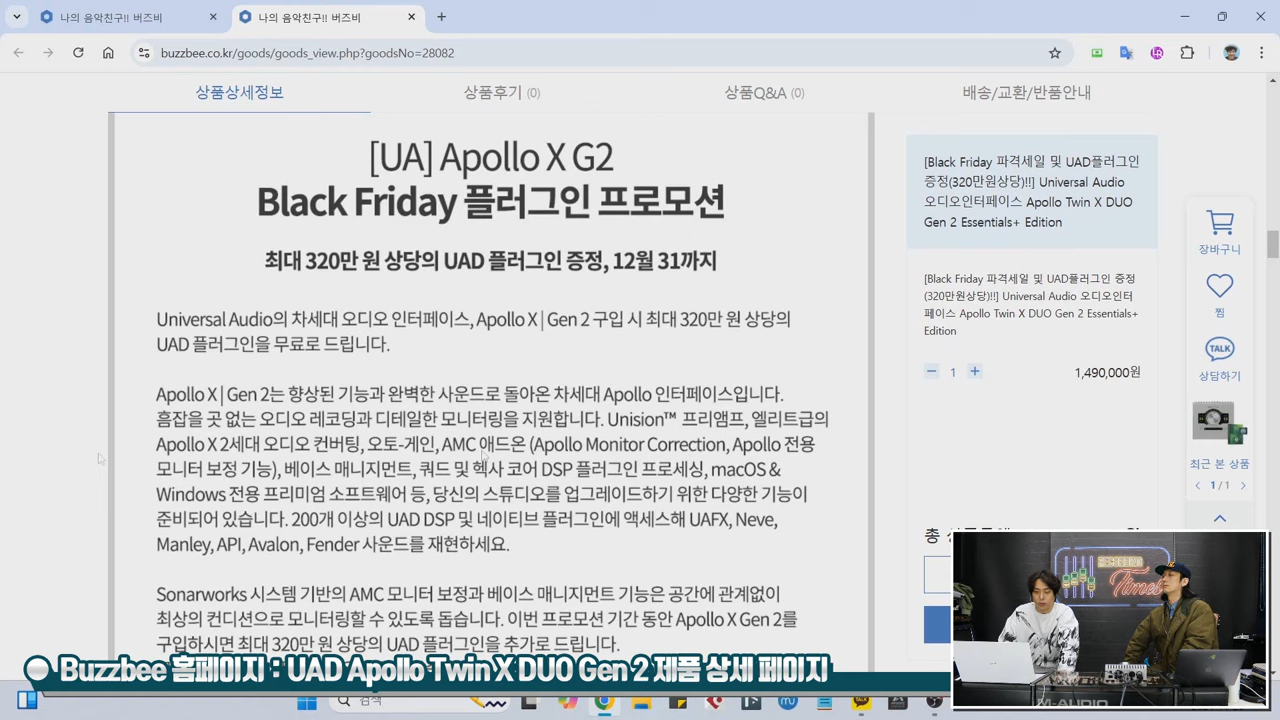 나의 음악친구!! 버즈비
나의 음악친구!! 버즈비
buzzbee.co.kr/goods/goods_view.php?goodsNo=28082
상품상세정보
상품후기 (0)
상품Q&A (0)
배송/교환/반품안내
[UA] Apollo X G2
Black Friday 플러그인 프로모션
최대 320만 원 상당의 UAD 플러그인 증정, 12월 31까지
Universal Audio의 차세대 오디오 인터페이스, Apollo X | Gen 2 구입 시 최대 320만 원 상당의
UAD 플러그인을 무료로 드립니다.
Apollo X | Gen 2는 향상된 기능과 완벽한 사운드로 돌아온 차세대 Apollo 인터페이스입니다.
흠잡을 곳 없는 오디오 레코딩과 디테일한 모니터링을 지원합니다. Unision™ 프리앰프, 엘리트급의
Apollo X 2세대 오디오 컨버팅, 오토-게인, AMC 애드온 (Apollo Monitor Correction, Apollo 전용
모니터 보정 기능), 베이스 매니지먼트, 쿼드 및 헥사 코어 DSP 플러그인 프로세싱, macOS &
Windows 전용 프리미엄 소프트웨어 등, 당신의 스튜디오를 업그레이드하기 위한 다양한 기능이
준비되어 있습니다. 200개 이상의 UAD DSP 및 네이티브 플러그인에 액세스해 UAFX, Neve,
Manley, API, Avalon, Fender 사운드를 재현하세요.
Sonarworks 시스템 기반의 AMC 모니터 보정과 베이스 매니지먼트 기능은 공간에 관계없이
최상의 컨디션으로 모니터링할 수 있도록 돕습니다. 이번 프로모션 기간 동안 Apollo X Gen 2를
구입하시면 최대 320만 원 상당의 UAD 플러그인을 추가로 드립니다.
[Black Friday 파격세일 및 UAD플러그인
증정(320만원상당)!!] Universal Audio
오디오인터페이스 Apollo Twin X DUO
Gen 2 Essentials+ Edition
[Black Friday 파격세일 및 UAD플러그인 증정
(320만원상당)!!] Universal Audio 오디오인터
페이스 Apollo Twin X DUO Gen 2 Essentials+
Edition
1
1,490,000원
장바구니
찜
TALK
상담하기
최근 본 상품
1 / 1
Times
M-AUDIO
Buzzbee 홈페이지 : UAD Apollo Twin X DUO Gen 2 제품 상세 페이지
검색